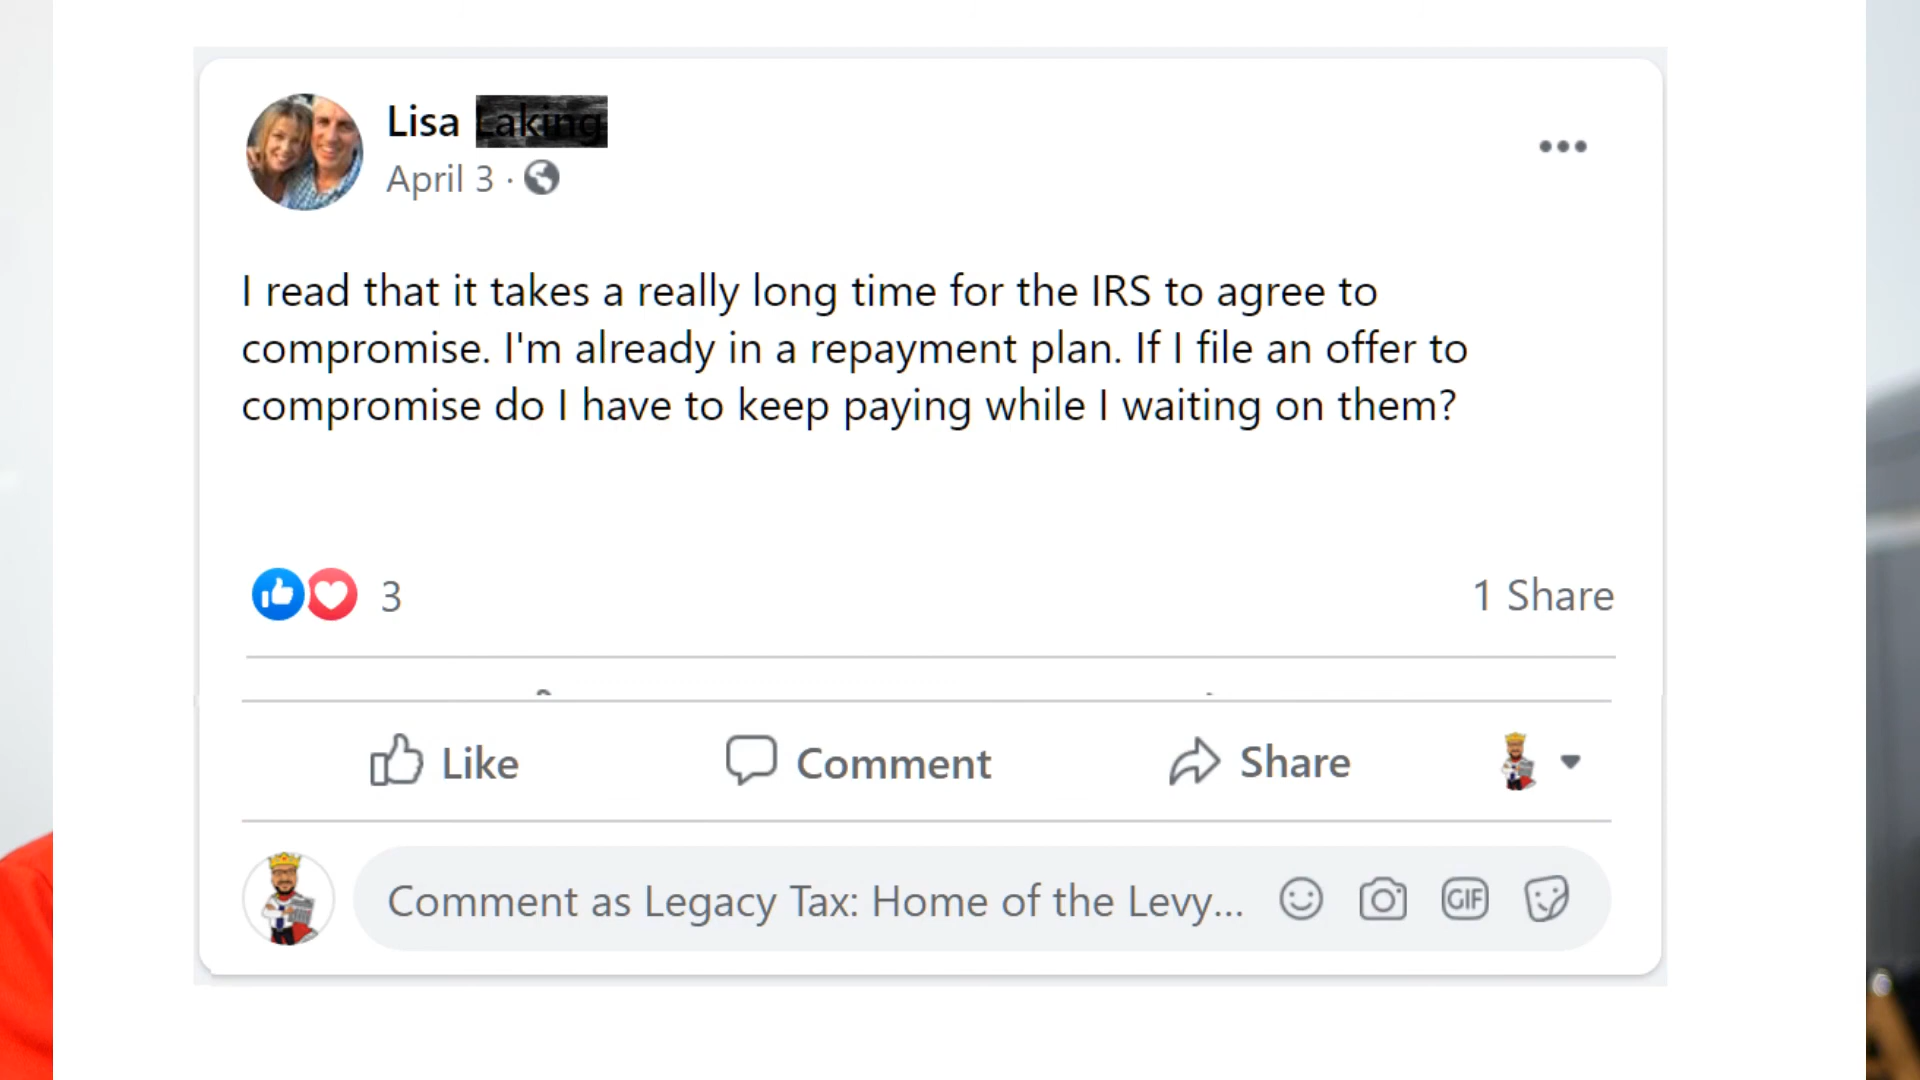 Lisa
April 3 ·
I read that it takes a really long time for the IRS to agree to
compromise. I'm already in a repayment plan. If I file an offer to
compromise do I have to keep paying while I waiting on them?
3
1 Share
Like
Comment
Share
Comment as Legacy Tax: Home of the Levy...
GIF